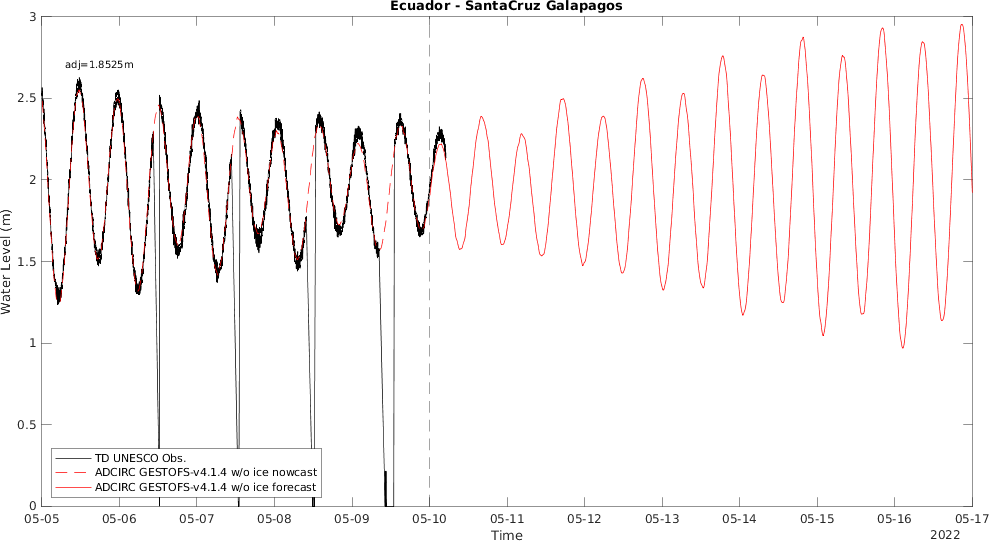 Ecuador - SantaCruz Galapagos
adj=1.8525m
Water Level (m)
3
2.5
2
1.5
1
0.5
0
TD UNESCO Obs.
ADCIRC GESTOFS-v4.1.4 w/o ice nowcast
ADCIRC GESTOFS-v4.1.4 w/o ice forecast
05-05 05-06 05-07 05-08 05-09 05-10 05-11 05-12 05-13 05-14 05-15 05-16 05-17
Time
2022